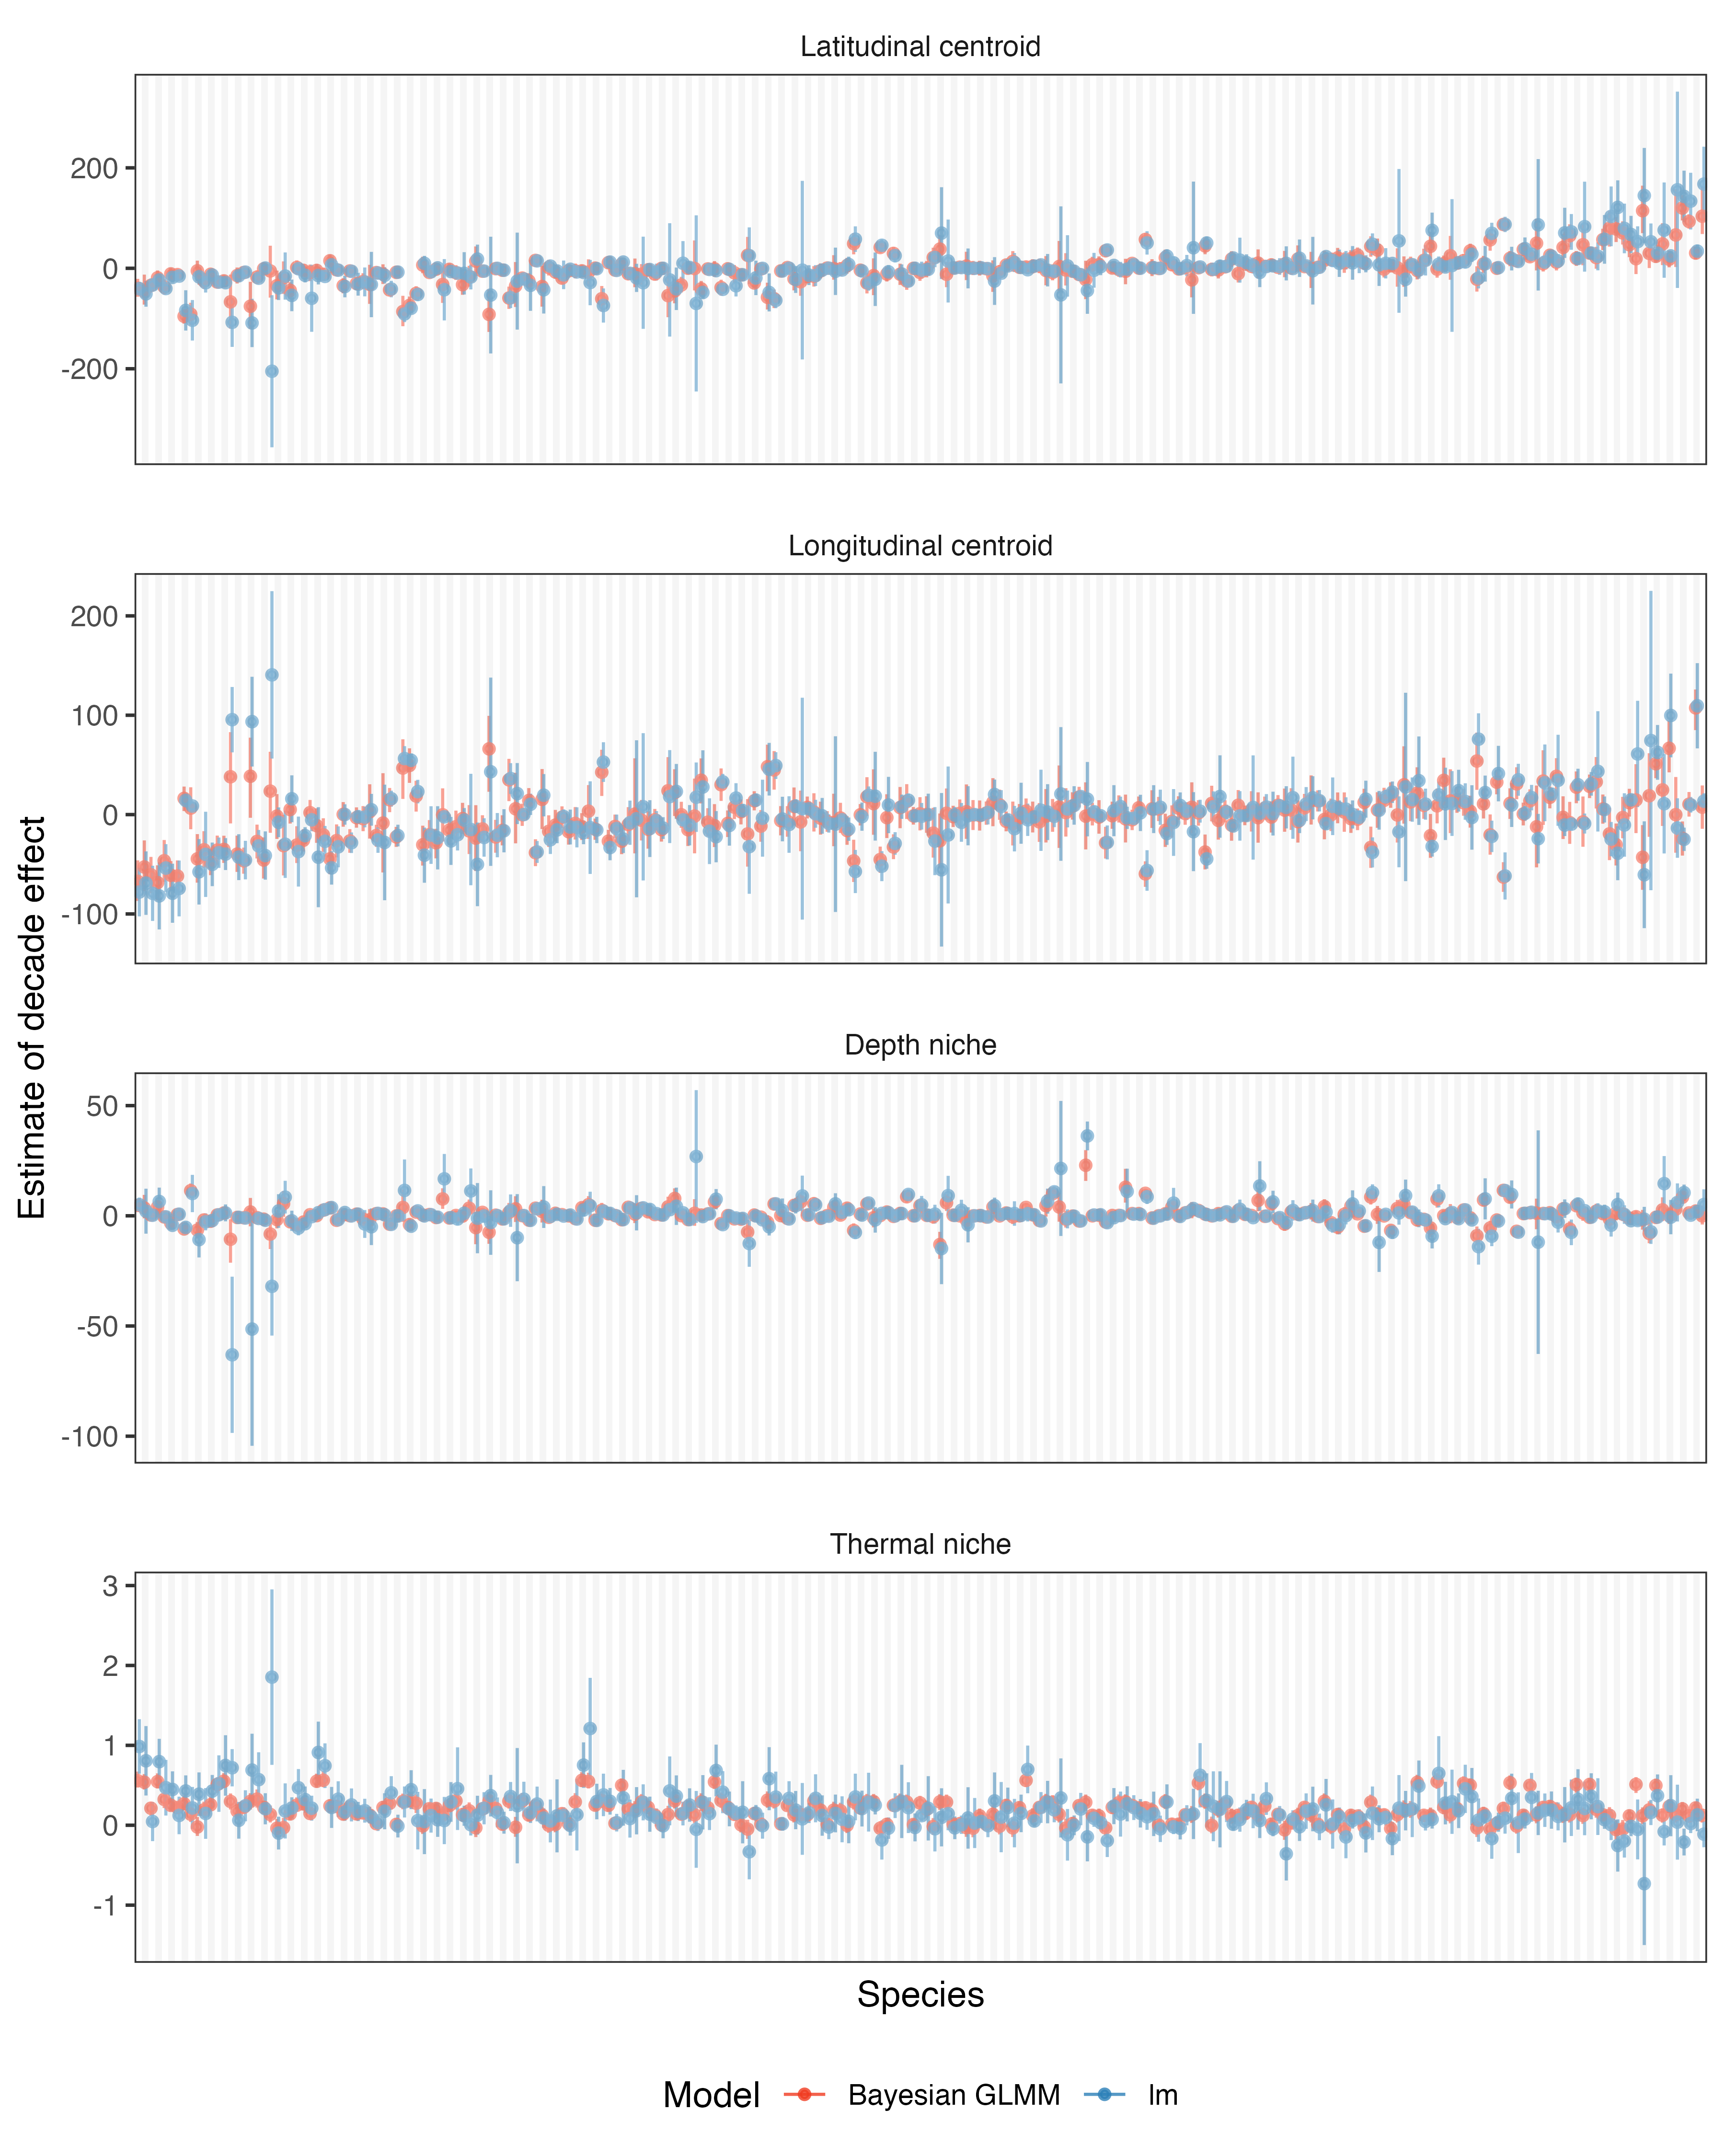 Latitudinal centroid
200
0
-200
Longitudinal centroid
200
100
0
-100
Estimate of decade effect
Depth niche
50
0
-50
-100
Thermal niche
3
2
1
0
-1
Species
Model Bayesian GLMM lm